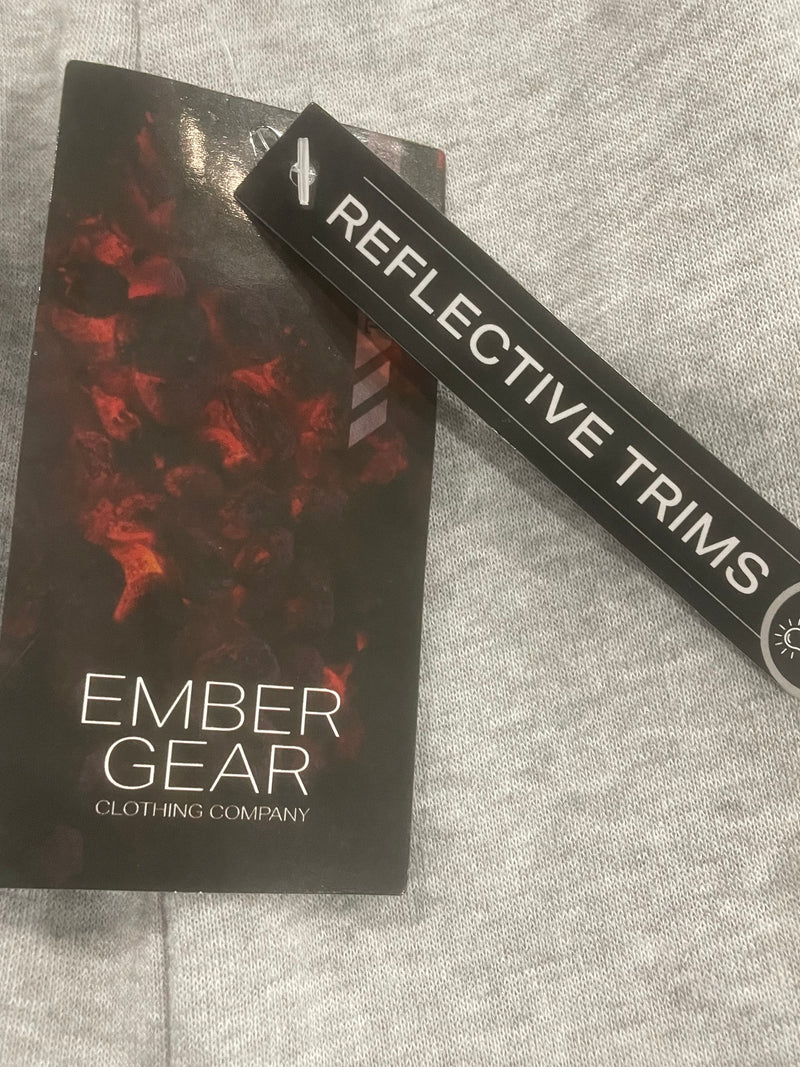 REFLECTIVE TRIMS
EMBER
GEAR
CLOTHING COMPANY